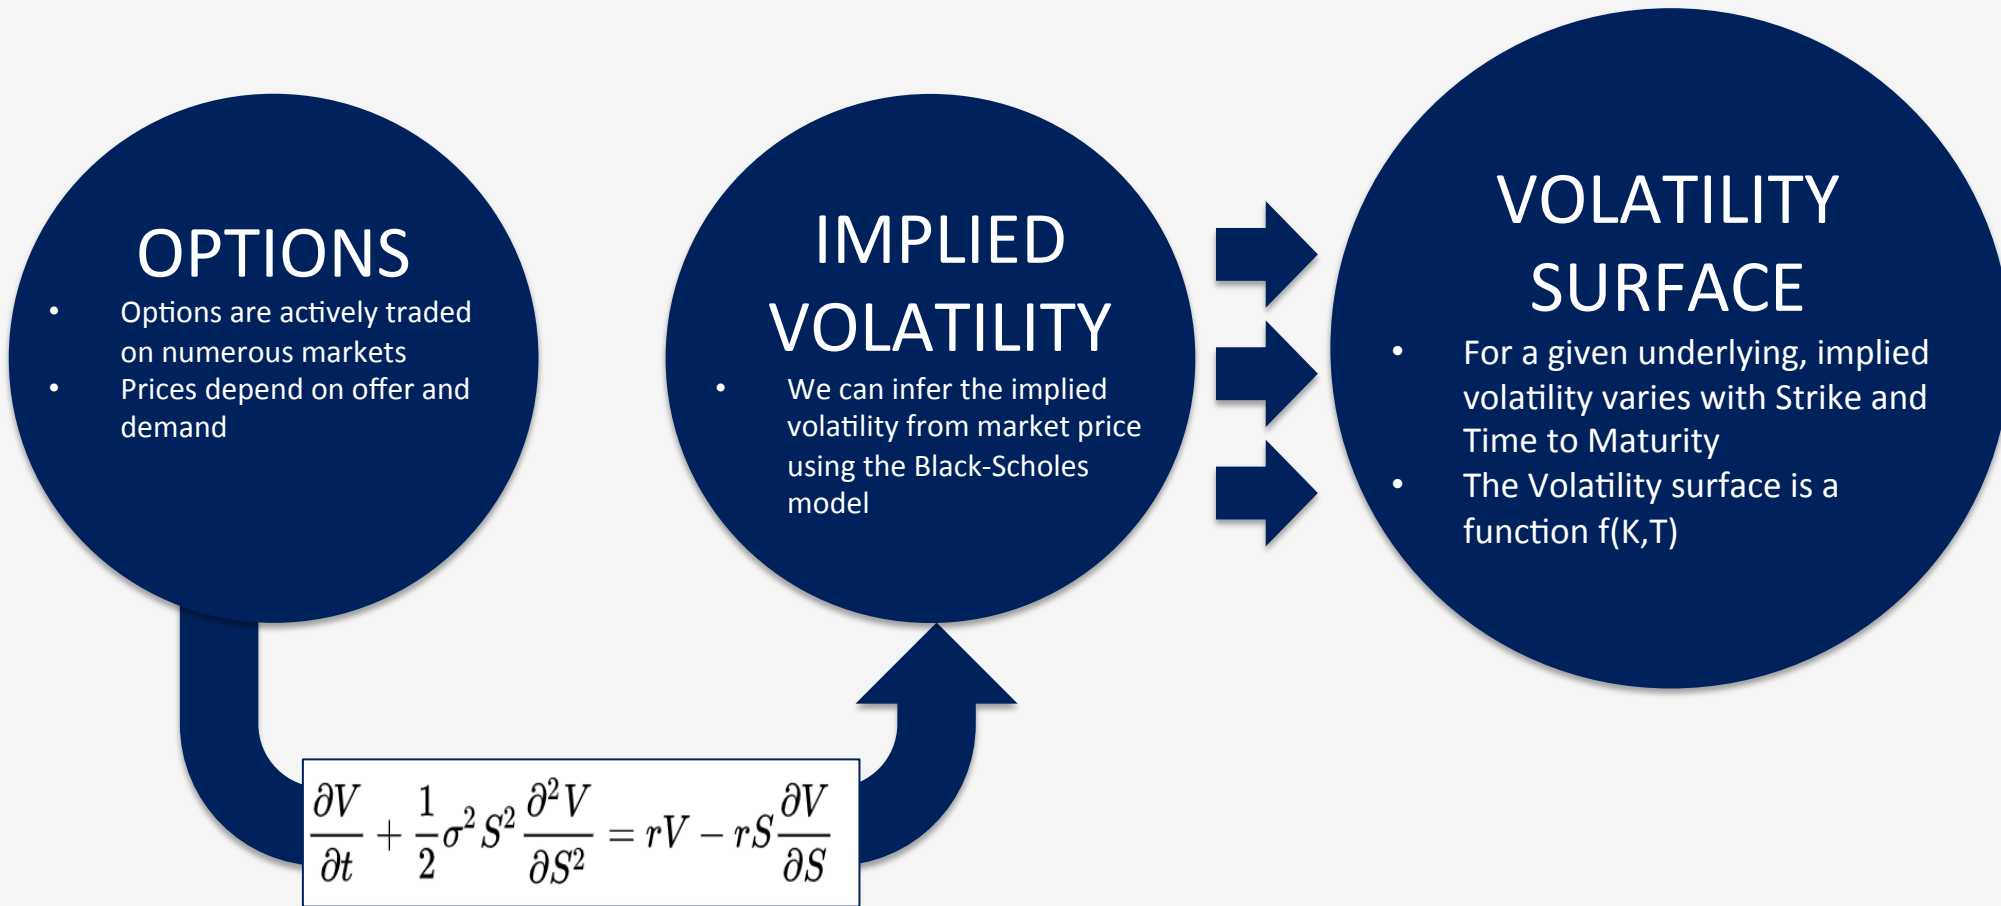 OPTIONS
• Options are actively traded
on numerous markets
• Prices depend on offer and
demand
IMPLIED
VOLATILITY
• We can infer the implied
volatility from market price
using the Black-Scholes
model
VOLATILITY
SURFACE
• For a given underlying, implied
volatility varies with Strike and
Time to Maturity
• The Volatility surface is a
function f(K,T)
∂V/∂t + 1/2 σ² S² ∂²V/∂S² = rV − rS ∂V/∂S